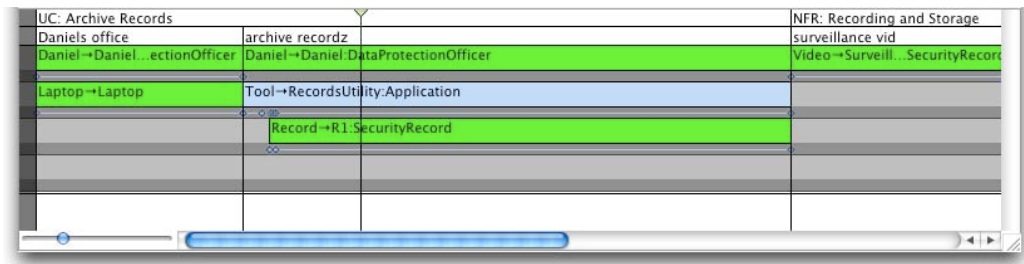 UC: Archive Records NFR: Recording and Storage
Daniels office archive recordz surveillance vid
Daniel→Daniel...ectionOfficer Daniel→Daniel:DataProtectionOfficer Video→Surveill...SecurityRecord
Laptop→Laptop Tool→RecordsUtility:Application
Record→R1:SecurityRecord